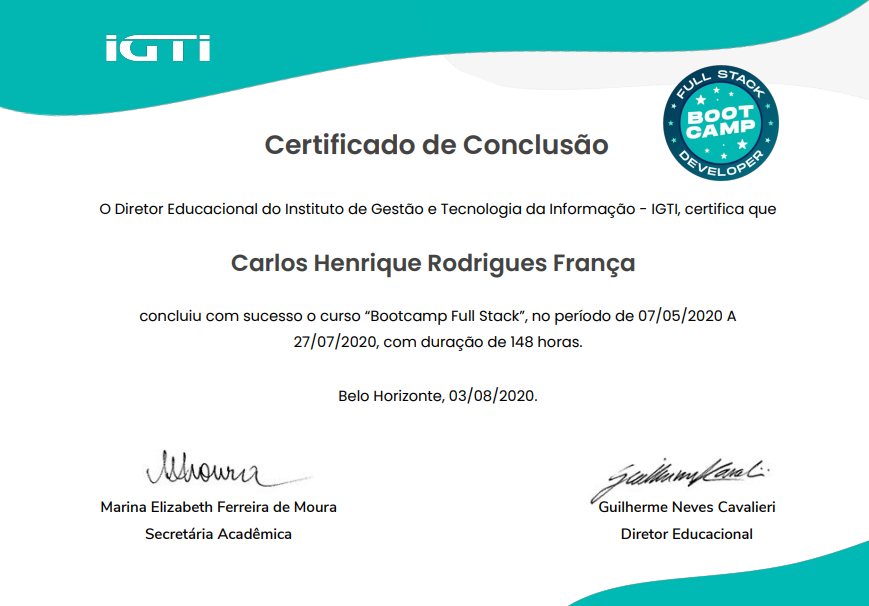 iGTi
FULL STACK
BOOT
CAMP
DEVELOPER
Certificado de Conclusão
O Diretor Educacional do Instituto de Gestão e Tecnologia da Informação - IGTI, certifica que
Carlos Henrique Rodrigues França
concluiu com sucesso o curso “Bootcamp Full Stack”, no período de 07/05/2020 A
27/07/2020, com duração de 148 horas.
Belo Horizonte, 03/08/2020.
Marina Elizabeth Ferreira de Moura
Secretária Acadêmica
Guilherme Neves Cavalieri
Diretor Educacional